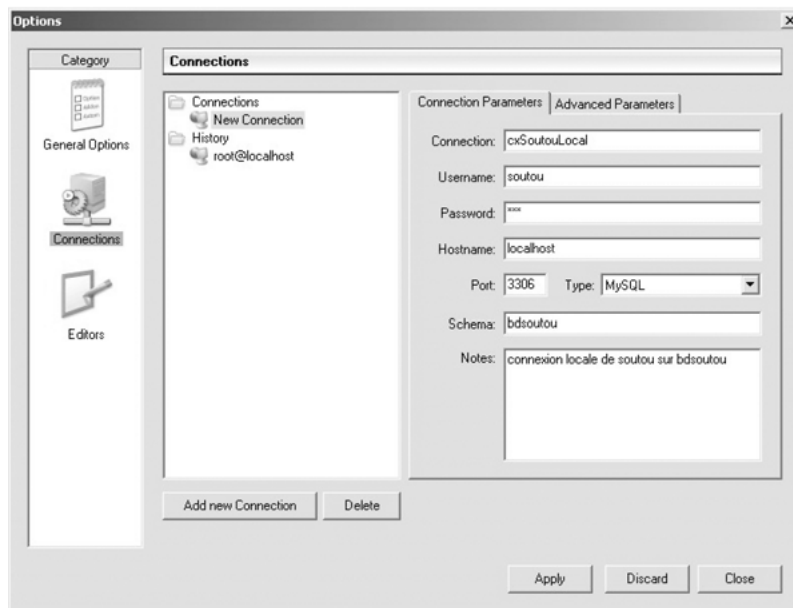 Options
Category
General Options
Connections
Editors
Connections
Connections
New Connection
History
root@localhost
Add new Connection
Delete
Connection Parameters
Advanced Parameters
Connection: cxSoutouLocal
Username: soutou
Password: ***
Hostname: localhost
Port: 3306 Type: MySQL
Schema: bdsoutou
Notes: connexion locale de soutou sur bdsoutou
Apply
Discard
Close